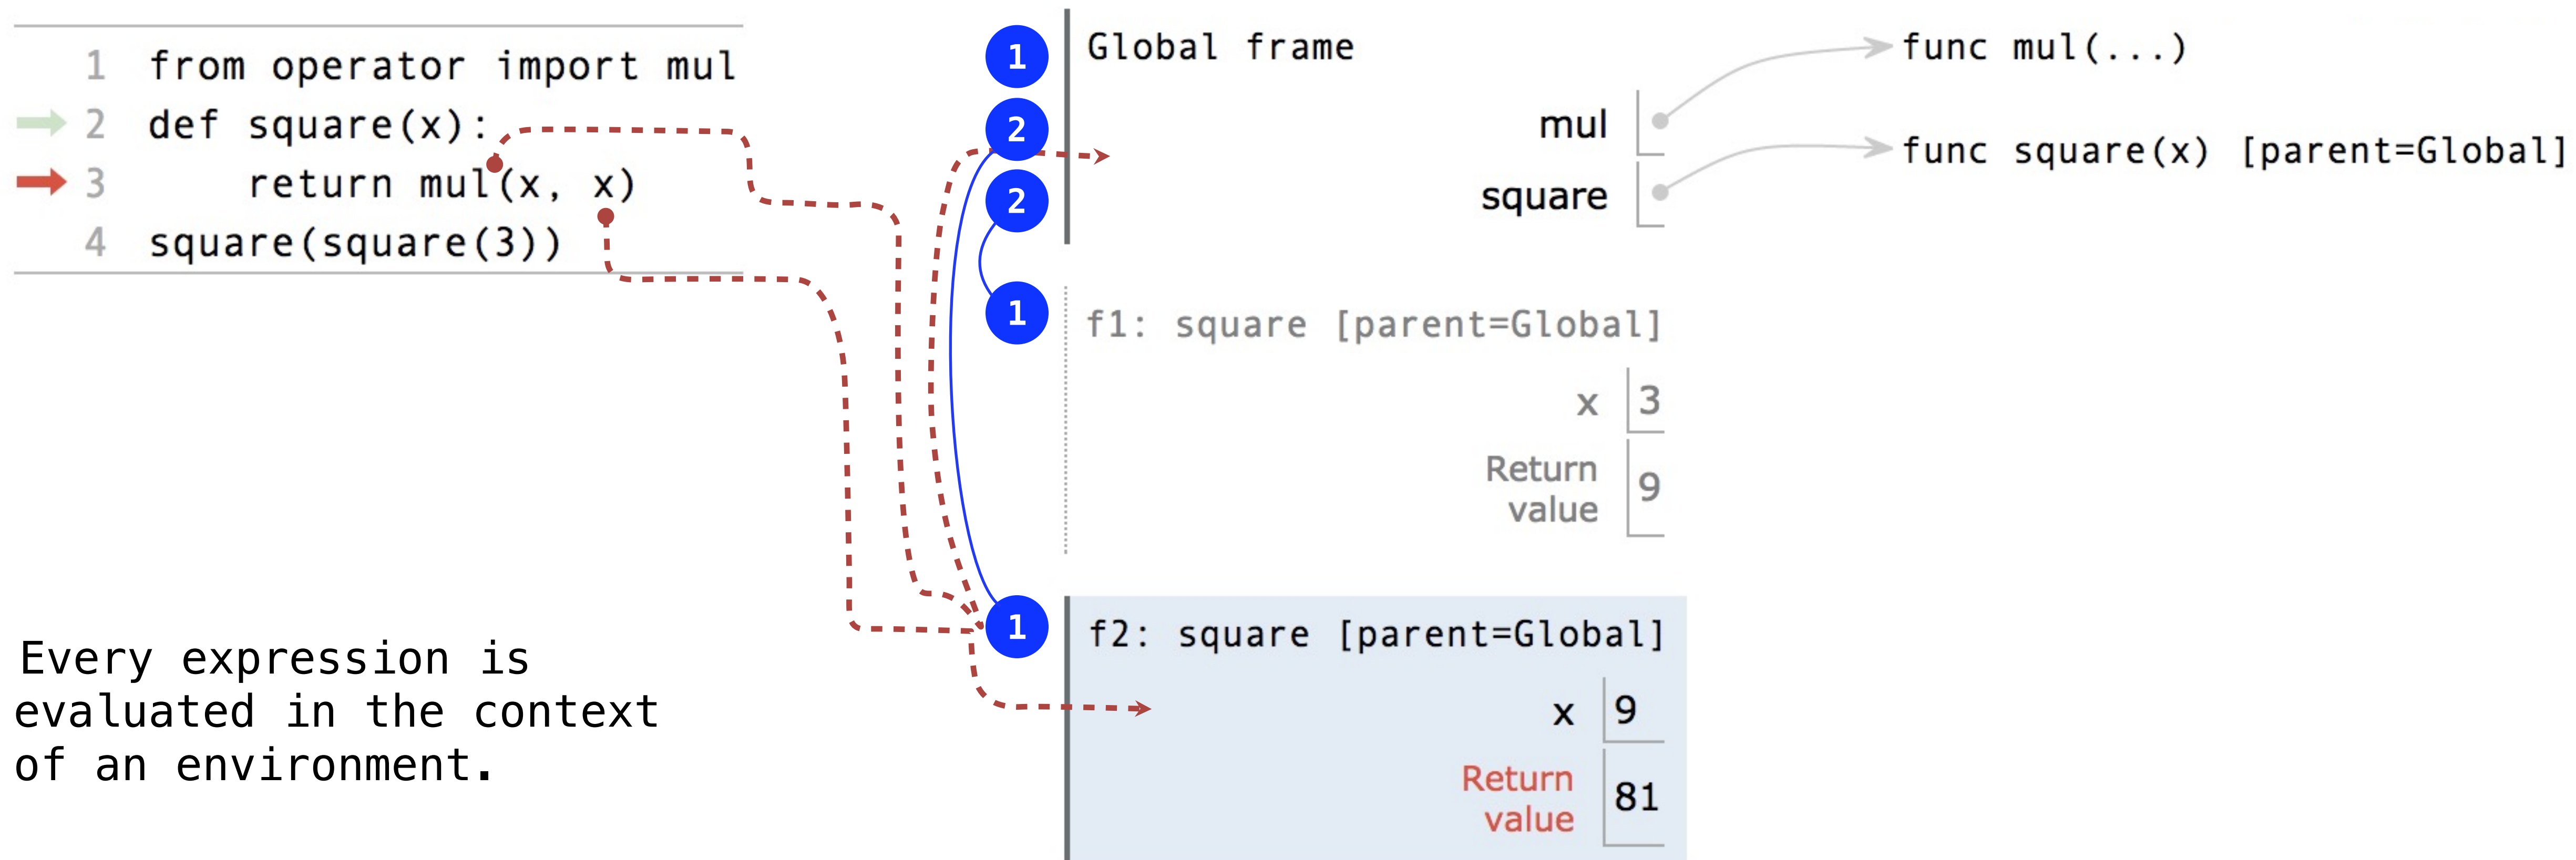 1 from operator import mul
2 def square(x):
3 return mul(x, x)
4 square(square(3))
Every expression is
evaluated in the context
of an environment.
1
Global frame
2
mul
2
square
func mul(...)
func square(x) [parent=Global]
1
f1: square [parent=Global]
x 3
Return
value
9
1
f2: square [parent=Global]
x 9
Return
value
81